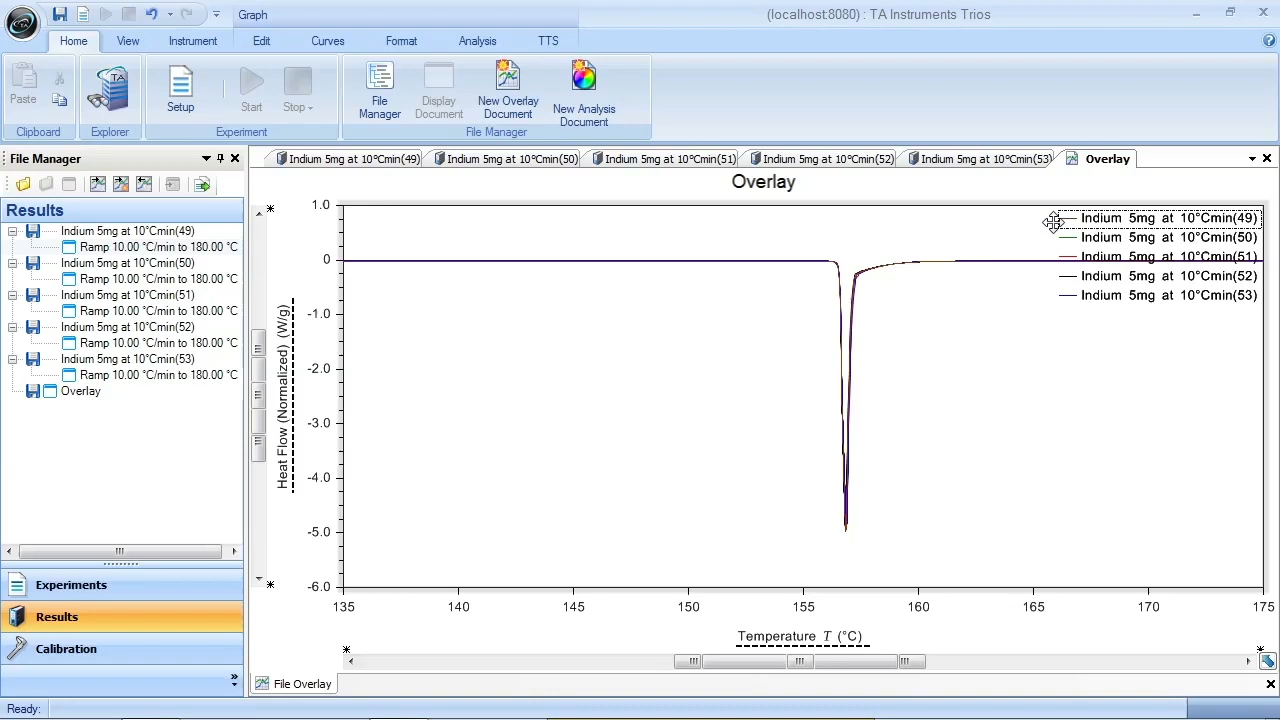 Graph
(localhost:8080) : TA Instruments Trios
Home View Instrument Edit Curves Format Analysis TTS
Paste
Clipboard
TA
Explorer
Setup
Start
Stop
Experiment
File Manager
Display Document
New Overlay Document
New Analysis Document
File Manager
File Manager
Results
Indium 5mg at 10°Cmin(49)
Ramp 10.00 °C/min to 180.00 °C
Indium 5mg at 10°Cmin(50)
Ramp 10.00 °C/min to 180.00 °C
Indium 5mg at 10°Cmin(51)
Ramp 10.00 °C/min to 180.00 °C
Indium 5mg at 10°Cmin(52)
Ramp 10.00 °C/min to 180.00 °C
Indium 5mg at 10°Cmin(53)
Ramp 10.00 °C/min to 180.00 °C
Overlay
Experiments
Results
Calibration
Indium 5mg at 10°Cmin(49) Indium 5mg at 10°Cmin(50) Indium 5mg at 10°Cmin(51) Indium 5mg at 10°Cmin(52) Indium 5mg at 10°Cmin(53) Overlay
Overlay
Heat Flow (Normalized) (W/g)
1.0
0
-1.0
-2.0
-3.0
-4.0
-5.0
-6.0
Indium 5mg at 10°Cmin(49)
Indium 5mg at 10°Cmin(50)
Indium 5mg at 10°Cmin(51)
Indium 5mg at 10°Cmin(52)
Indium 5mg at 10°Cmin(53)
135 140 145 150 155 160 165 170 175
Temperature T (°C)
File Overlay
Ready: